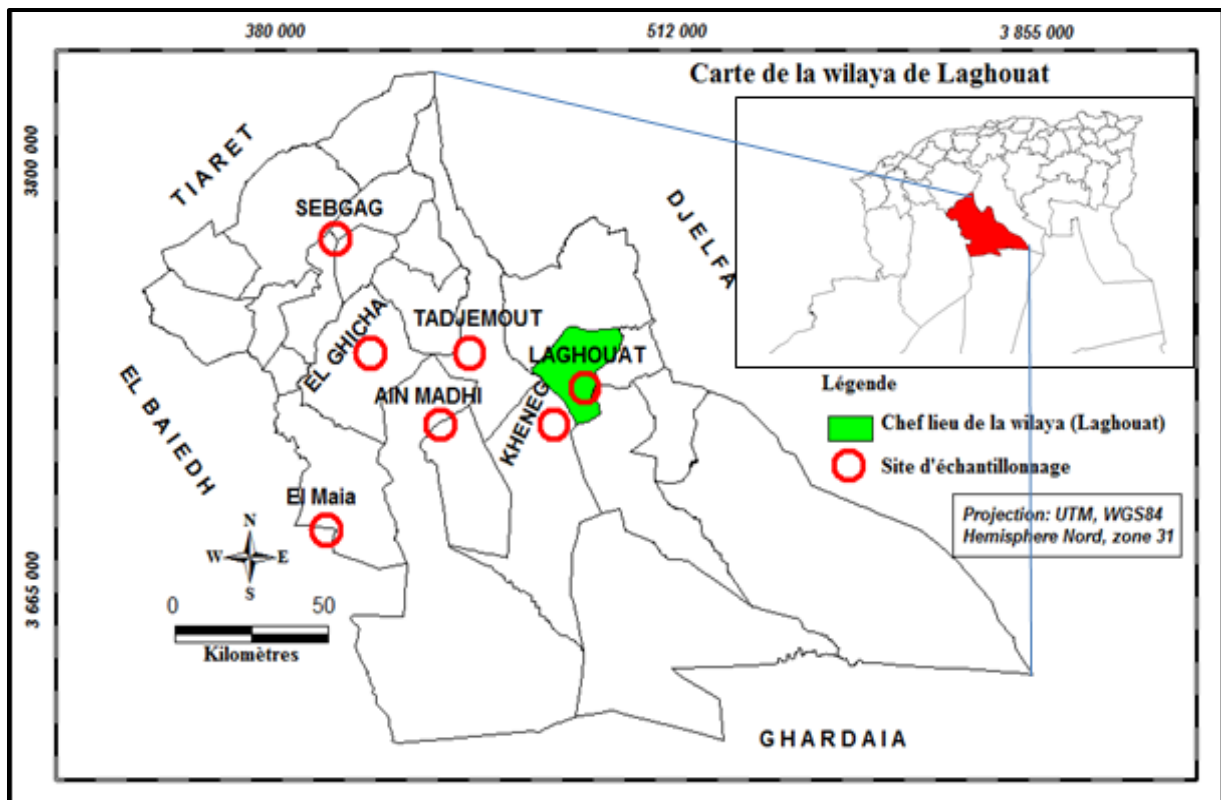 380 000
512 000
3 855 000
Carte de la wilaya de Laghouat
3800 000
TIARET
SEBGAG
DJELFA
EL GHICHA
TADJEMOUT
LAGHOUAT
Légende
EL BAIEDH
AIN MADHI
KHENEG
Chef lieu de la wilaya (Laghouat)
Site d'échantillonnage
El Maia
Projection: UTM, WGS84
Hemisphere Nord, zone 31
N
W
E
S
3 665 000
0
50
Kilomètres
GHARDAIA